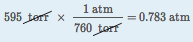 595 torr × 1 atm / 760 torr = 0.783 atm